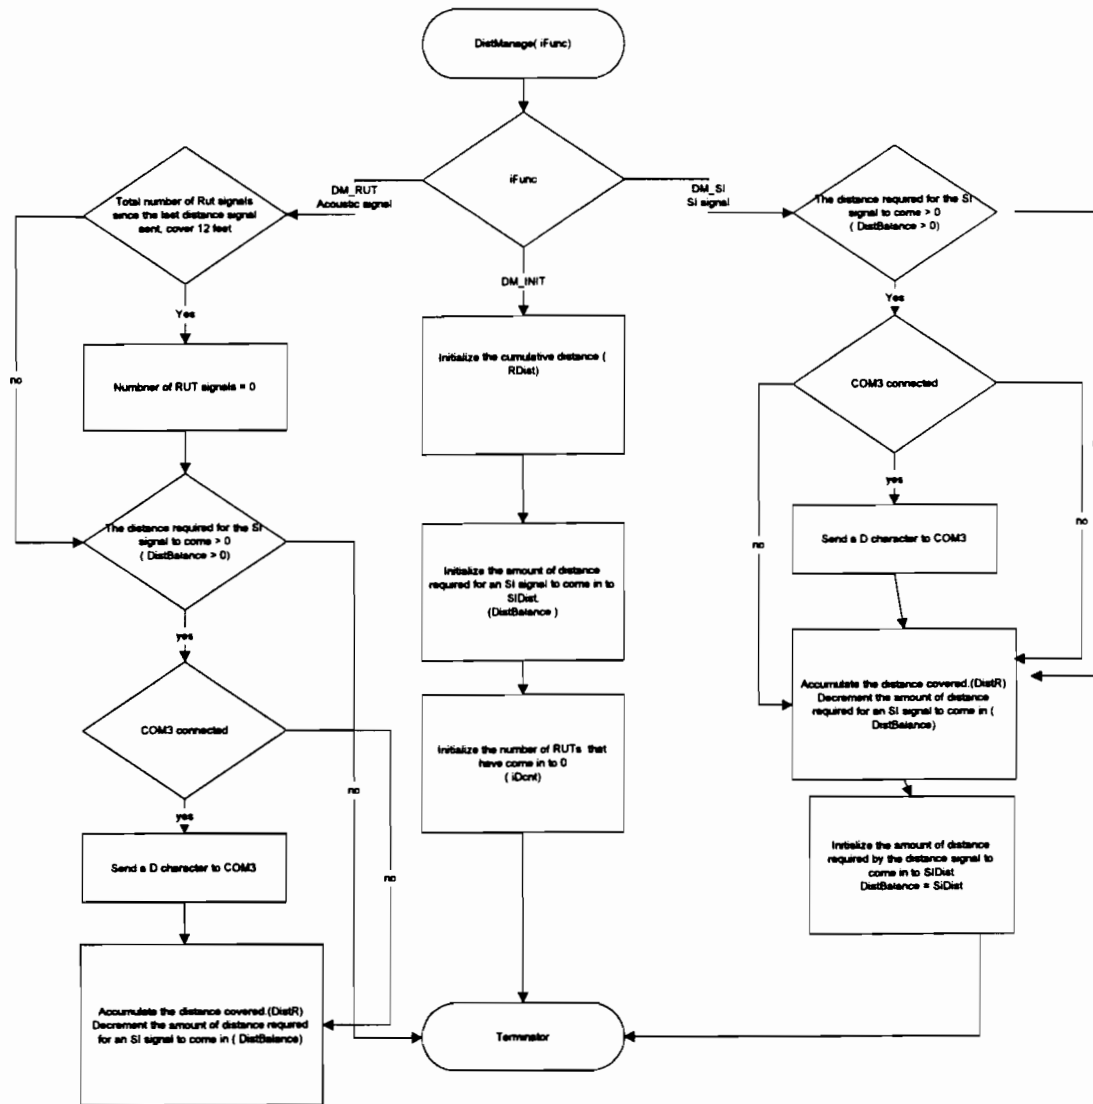 DistManage( iFunc)
iFunc
DM_RUT
Acoustic signal
DM_SI
SI signal
DM_INIT
Total number of Rut signals
since the last distance signal
sent, cover 12 feet
no
Yes
Numbner of RUT signals = 0
The distance required for the SI
signal to come > 0
( DistBalance > 0)
yes
no
COM3 connected
yes
no
Send a D character to COM3
Accumulate the distance covered.(DistR)
Decrement the amount of distance required
for an SI signal to come in ( DistBalance)
Initialize the cumulative distance (
RDist)
Initialize the amount of distance
required for an SI signal to come in to
SIDist.
(DistBalance )
Initialize the number of RUTs that
have come in to 0
( iDcnt)
Terminator
The distance required for the SI
signal to come > 0
( DistBalance > 0)
Yes
COM3 connected
yes
no
no
Send a D character to COM3
Accumulate the distance covered.(DistR)
Decrement the amount of distance
required for an SI signal to come in (
DistBalance)
Initialize the amount of distance
required by the distance signal to
come in to SIDist
DistBalance = SiDist